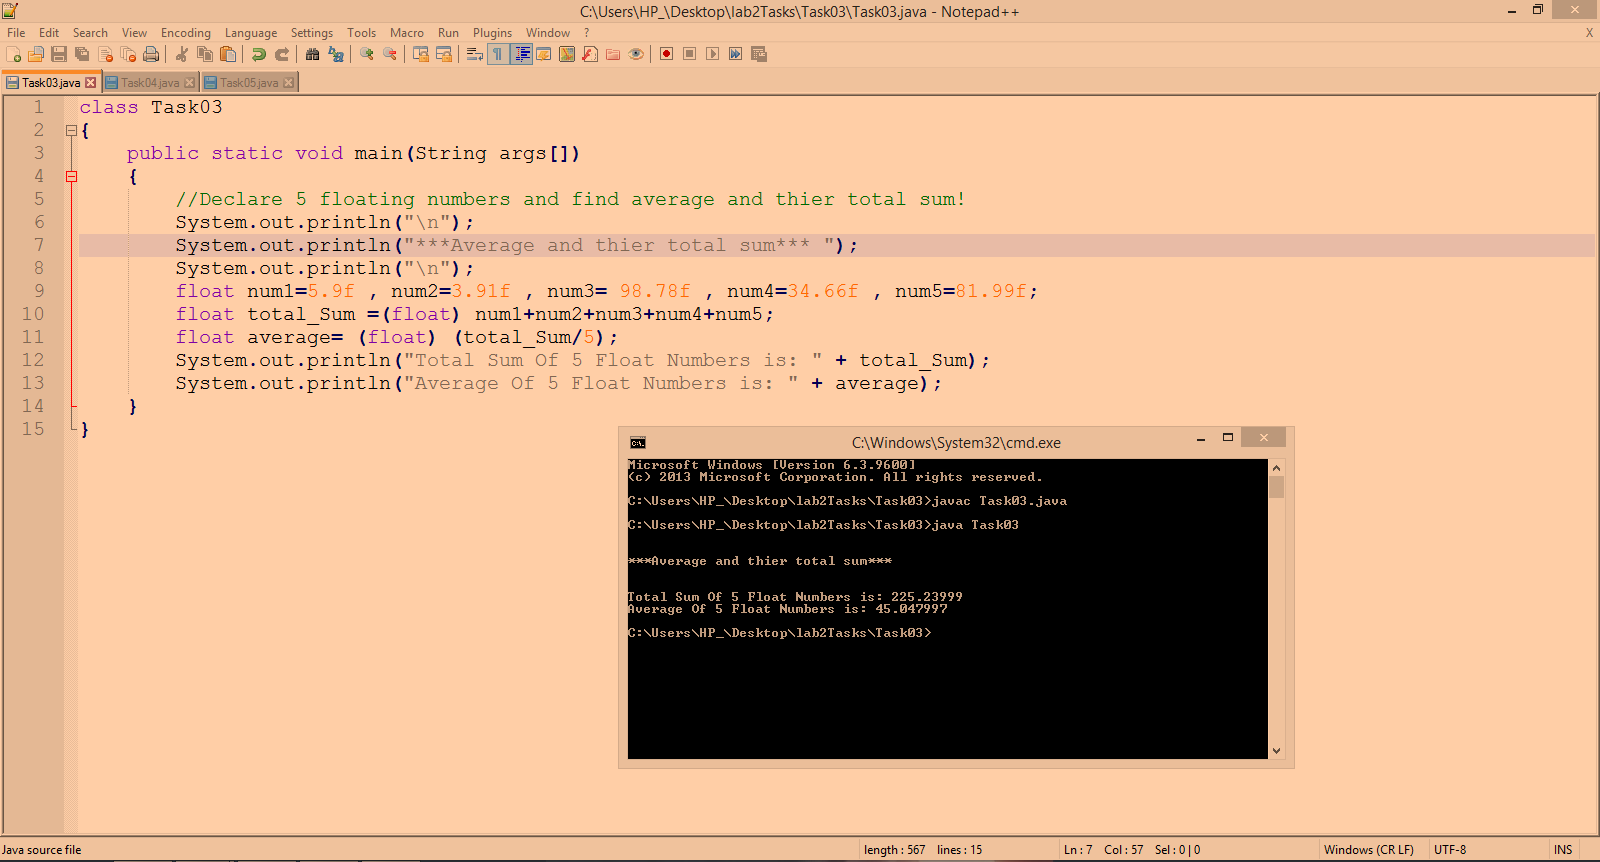 C:\Users\HP_\Desktop\lab2Tasks\Task03\Task03.java - Notepad++
File Edit Search View Encoding Language Settings Tools Macro Run Plugins Window ? X
Task03.java Task04.java Task05.java
1 class Task03
2 {
3 public static void main(String args[])
4 {
5 //Declare 5 floating numbers and find average and thier total sum!
6 System.out.println("\n");
7 System.out.println("***Average and thier total sum*** ");
8 System.out.println("\n");
9 float num1=5.9f , num2=3.91f , num3= 98.78f , num4=34.66f , num5=81.99f;
10 float total_Sum =(float) num1+num2+num3+num4+num5;
11 float average= (float) (total_Sum/5);
12 System.out.println("Total Sum Of 5 Float Numbers is: " + total_Sum);
13 System.out.println("Average Of 5 Float Numbers is: " + average);
14 }
15 }
C:\Windows\System32\cmd.exe
Microsoft Windows [Version 6.3.9600]
(c) 2013 Microsoft Corporation. All rights reserved.
C:\Users\HP_\Desktop\lab2Tasks\Task03>javac Task03.java
C:\Users\HP_\Desktop\lab2Tasks\Task03>java Task03
***Average and thier total sum***
Total Sum Of 5 Float Numbers is: 225.23999
Average Of 5 Float Numbers is: 45.047997
C:\Users\HP_\Desktop\lab2Tasks\Task03>
Java source file length : 567 lines : 15 Ln : 7 Col : 57 Sel : 0 | 0 Windows (CR LF) UTF-8 INS